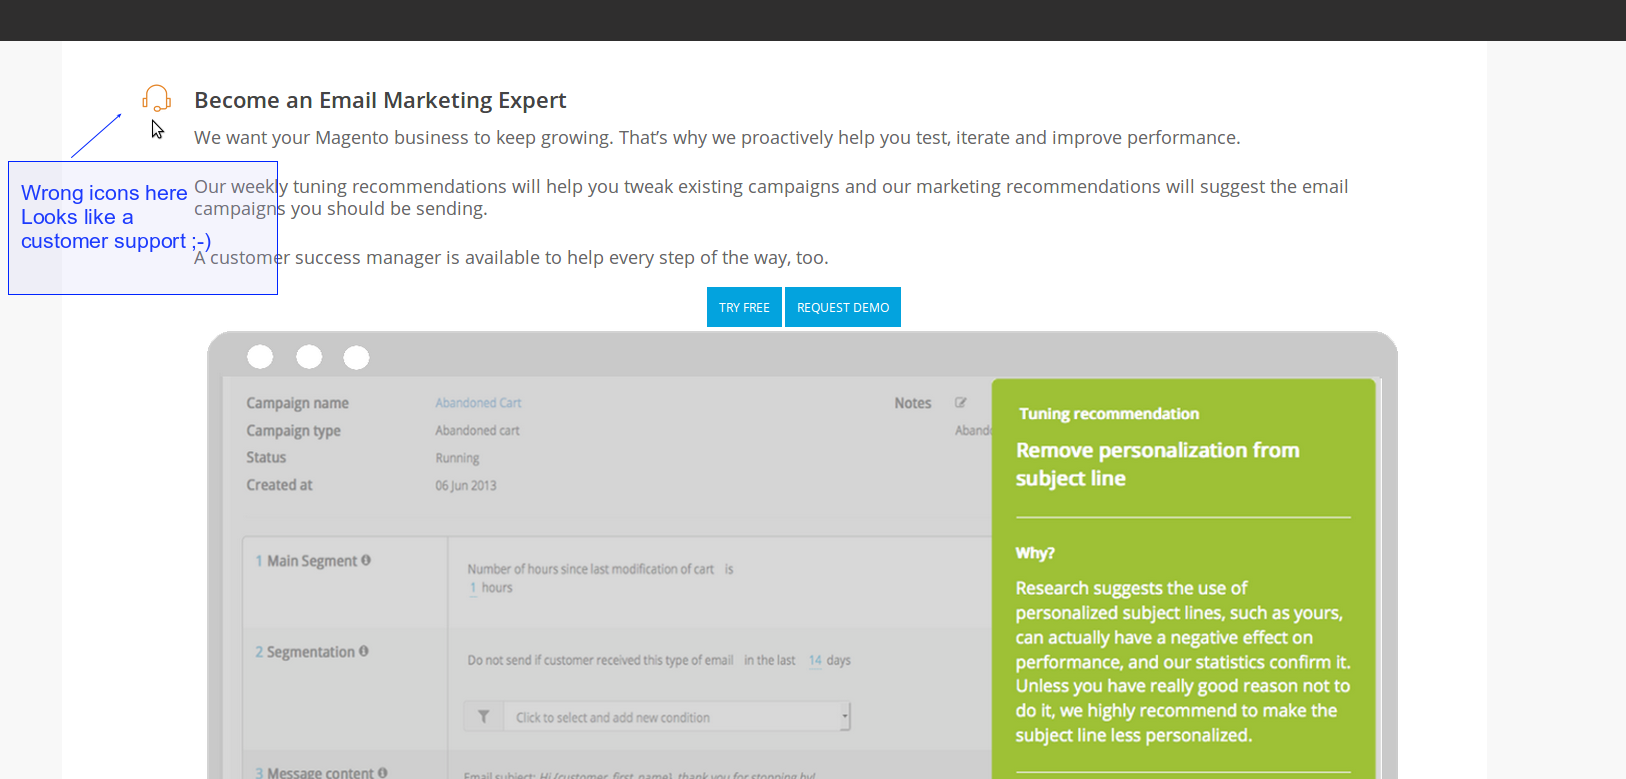 Become an Email Marketing Expert
We want your Magento business to keep growing. That's why we proactively help you test, iterate and improve performance.
Wrong icons here
Looks like a
customer support ;-)
Our weekly tuning recommendations will help you tweak existing campaigns and our marketing recommendations will suggest the email
campaigns you should be sending.
A customer success manager is available to help every step of the way, too.
TRY FREE REQUEST DEMO
Campaign name Abandoned Cart Notes
Campaign type Abandoned cart
Status Running
Created at 06 Jun 2013
Tuning recommendation
Remove personalization from
subject line
Why?
Research suggests the use of
personalized subject lines, such as yours,
can actually have a negative effect on
performance, and our statistics confirm it.
Unless you have really good reason not to
do it, we highly recommend to make the
subject line less personalized.
1 Main Segment
Number of hours since last modification of cart is
1 hours
2 Segmentation
Do not send if customer received this type of email in the last 14 days
Click to select and add new condition
3 Message content
Email subject: Hi {customer_first_name}, thank you for stopping by!